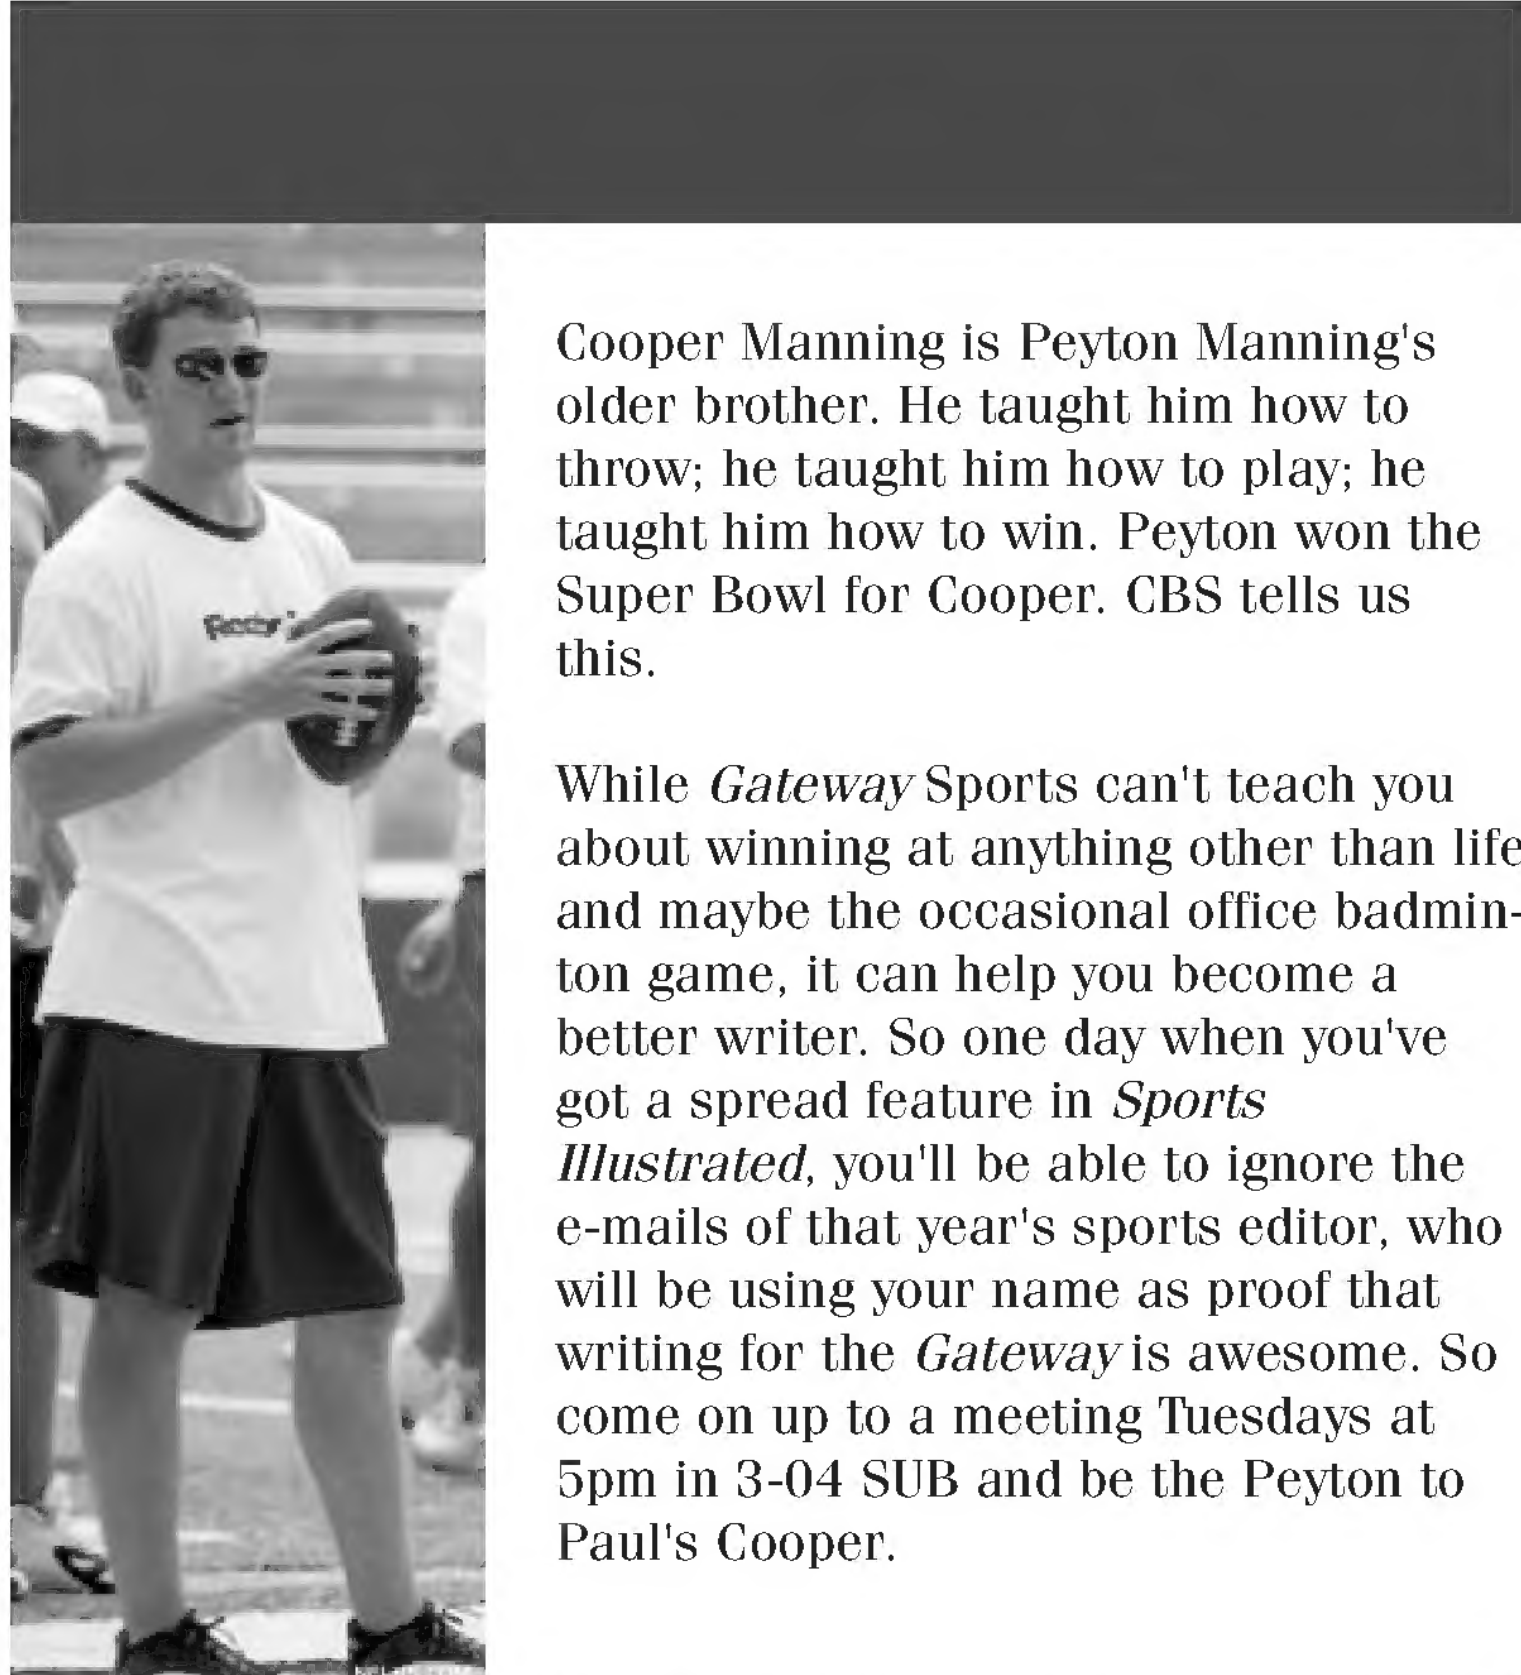 Cooper Manning is Peyton Manning's
older brother. He taught him how to
throw; he taught him how to play; he
taught him how to win. Peyton won the
Super Bowl for Cooper. CBS tells us
this.
While Gateway Sports can't teach you
about winning at anything other than life
and maybe the occasional office badmin-
ton game, it can help you become a
better writer. So one day when you've
got a spread feature in Sports
Illustrated, you'll be able to ignore the
e-mails of that year's sports editor, who
will be using your name as proof that
writing for the Gateway is awesome. So
come on up to a meeting Tuesdays at
5pm in 3-04 SUB and be the Peyton to
Paul's Cooper.